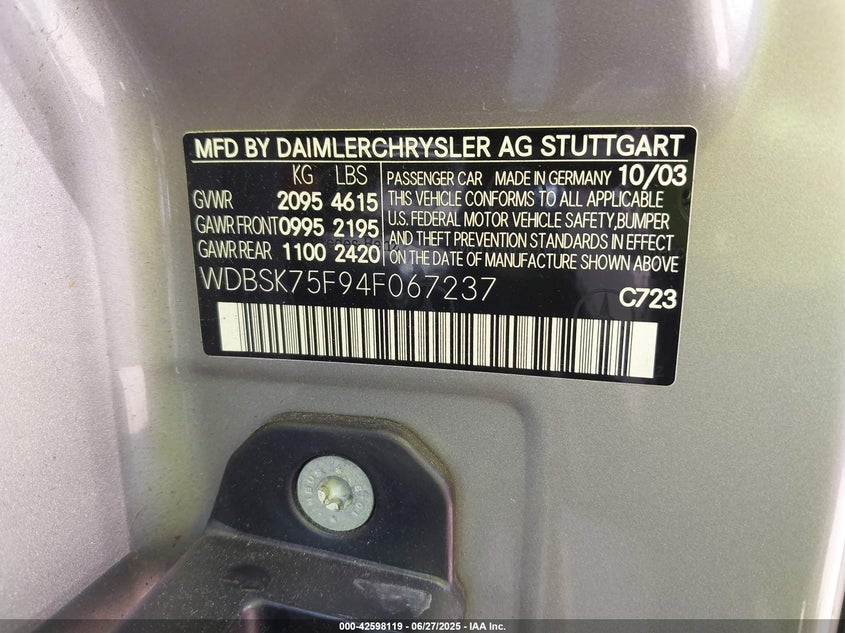 MFD BY DAIMLERCHRYSLER AG STUTTGART
KG LBS
GVWR 2095 4615
GAWR FRONT 0995 2195
GAWR REAR 1100 2420
PASSENGER CAR MADE IN GERMANY 10/03
THIS VEHICLE CONFORMS TO ALL APPLICABLE
U.S. FEDERAL MOTOR VEHICLE SAFETY,BUMPER
AND THEFT PREVENTION STANDARDS IN EFFECT
ON THE DATE OF MANUFACTURE SHOWN ABOVE
WDBSK75F94F067237
C723
000-42598119 - 06/27/2025 - IAA Inc.